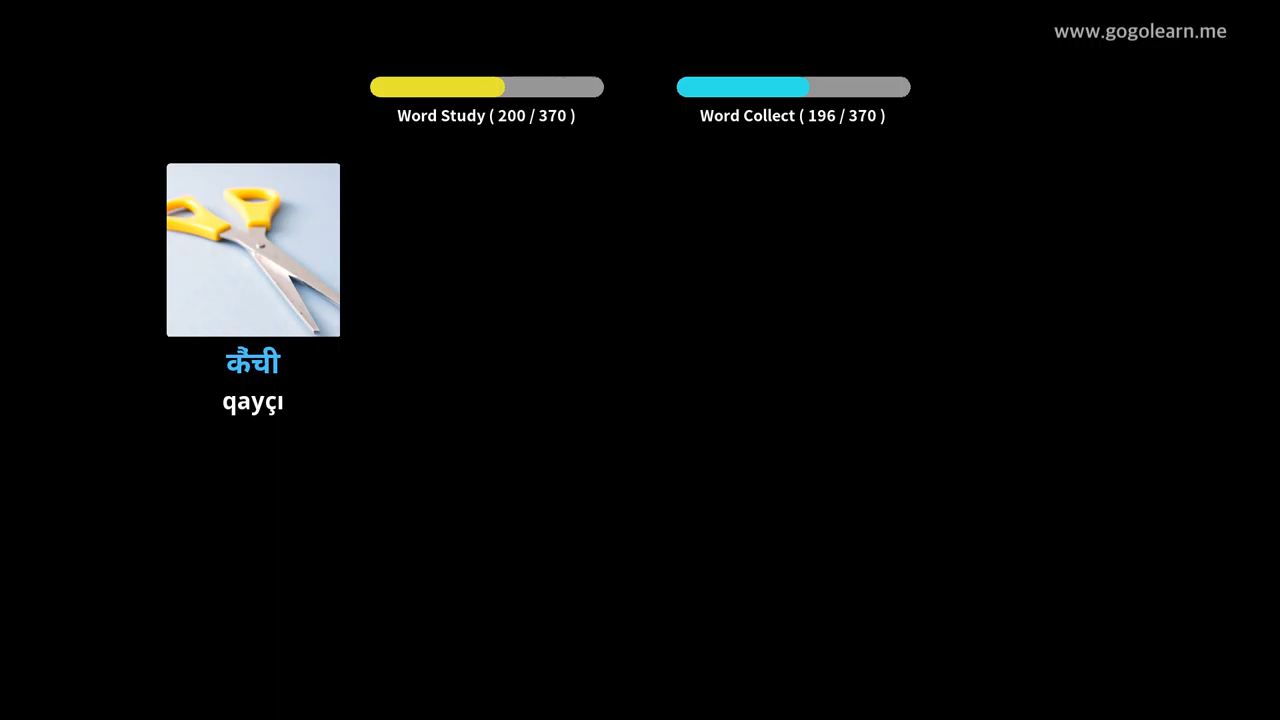 www.gogolearn.me
Word Study ( 200 / 370 )
Word Collect ( 196 / 370 )
कैंची
qayçı